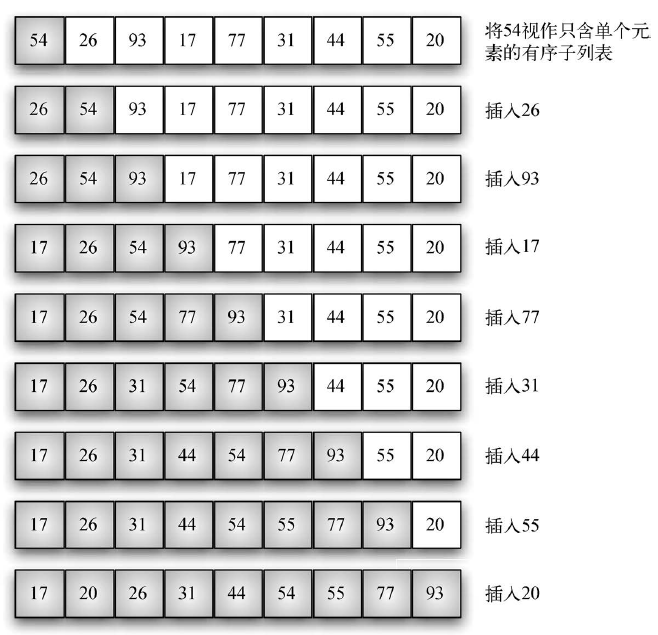 54 26 93 17 77 31 44 55 20 将54视作只含单个元
素的有序子列表
26 54 93 17 77 31 44 55 20 插入26
26 54 93 17 77 31 44 55 20 插入93
17 26 54 93 77 31 44 55 20 插入17
17 26 54 77 93 31 44 55 20 插入77
17 26 31 54 77 93 44 55 20 插入31
17 26 31 44 54 77 93 55 20 插入44
17 26 31 44 54 55 77 93 20 插入55
17 20 26 31 44 54 55 77 93 插入20